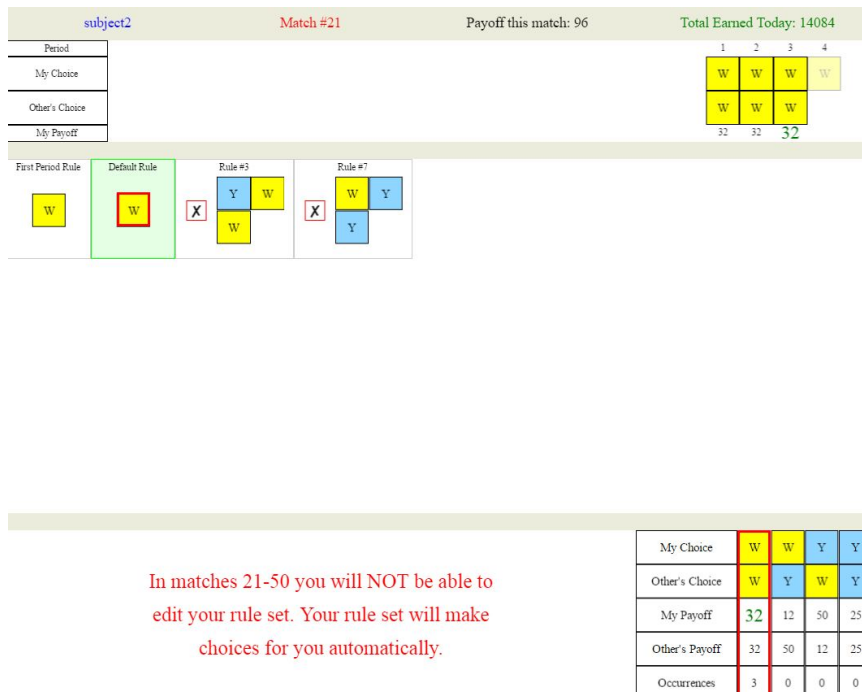 subject2 Match #21 Payoff this match: 96 Total Earned Today: 14084
Period 1 2 3 4
My Choice W W W W
Other's Choice W W W
My Payoff 32 32 32
First Period Rule Default Rule Rule #3 Rule #7
W W X Y W X W Y
W Y
In matches 21-50 you will NOT be able to
edit your rule set. Your rule set will make
choices for you automatically.
My Choice W W Y Y
Other's Choice W Y W Y
My Payoff 32 12 50 25
Other's Payoff 32 50 12 25
Occurrences 3 0 0 0